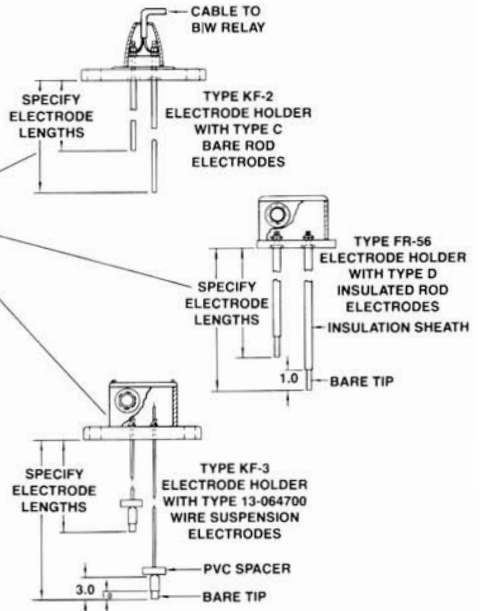 CABLE TO
B|W RELAY
SPECIFY
ELECTRODE
LENGTHS
TYPE KF-2
ELECTRODE HOLDER
WITH TYPE C
BARE ROD
ELECTRODES
TYPE FR-56
ELECTRODE HOLDER
WITH TYPE D
INSULATED ROD
ELECTRODES
SPECIFY
ELECTRODE
LENGTHS
INSULATION SHEATH
1.0
BARE TIP
SPECIFY
ELECTRODE
LENGTHS
TYPE KF-3
ELECTRODE HOLDER
WITH TYPE 13-064700
WIRE SUSPENSION
ELECTRODES
PVC SPACER
3.0
BARE TIP